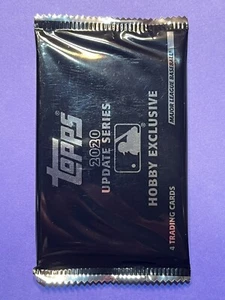 topps
2020
UPDATE SERIES
HOBBY EXCLUSIVE
MAJOR LEAGUE BASEBALL
4 TRADING CARDS